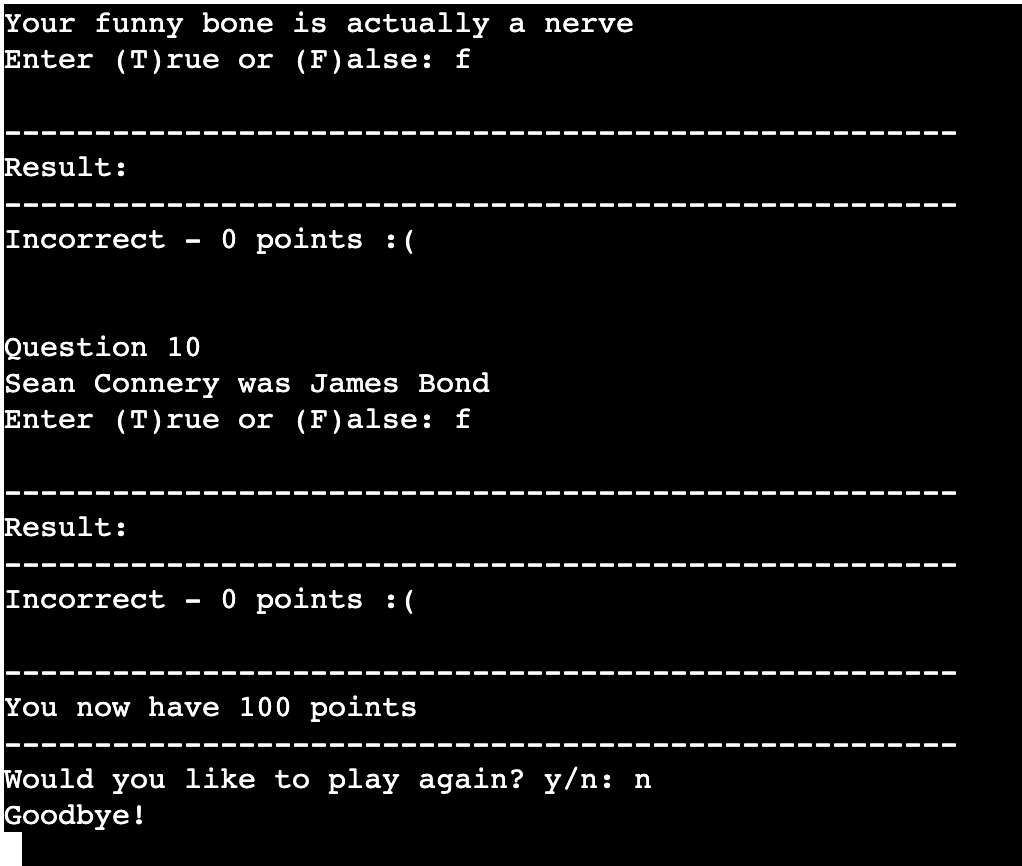 Your funny bone is actually a nerve
Enter (T)rue or (F)alse: f
-----------------------------------------------------
Result:
-----------------------------------------------------
Incorrect - 0 points :(
Question 10
Sean Connery was James Bond
Enter (T)rue or (F)alse: f
-----------------------------------------------------
Result:
-----------------------------------------------------
Incorrect - 0 points :(
-----------------------------------------------------
You now have 100 points
-----------------------------------------------------
Would you like to play again? y/n: n
Goodbye!